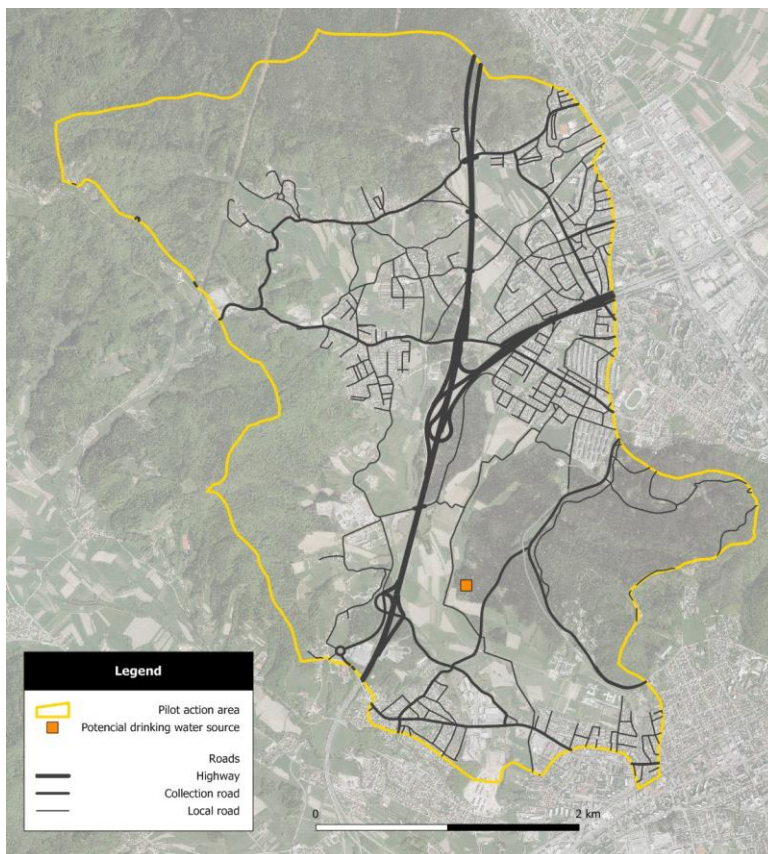 Legend
Pilot action area
Potencial drinking water source
Roads
Highway
Collection road
Local road
0 2 km